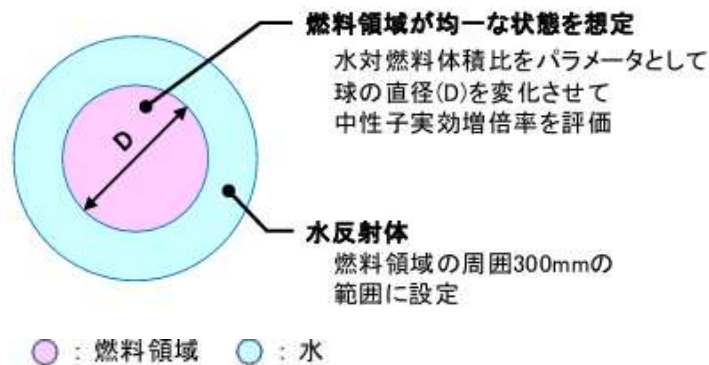 燃料領域が均一な状態を想定
水対燃料体積比をパラメータとして
球の直径(D)を変化させて
中性子実効増倍率を評価
D
水反射体
燃料領域の周囲300mmの
範囲に設定
：燃料領域 ：水